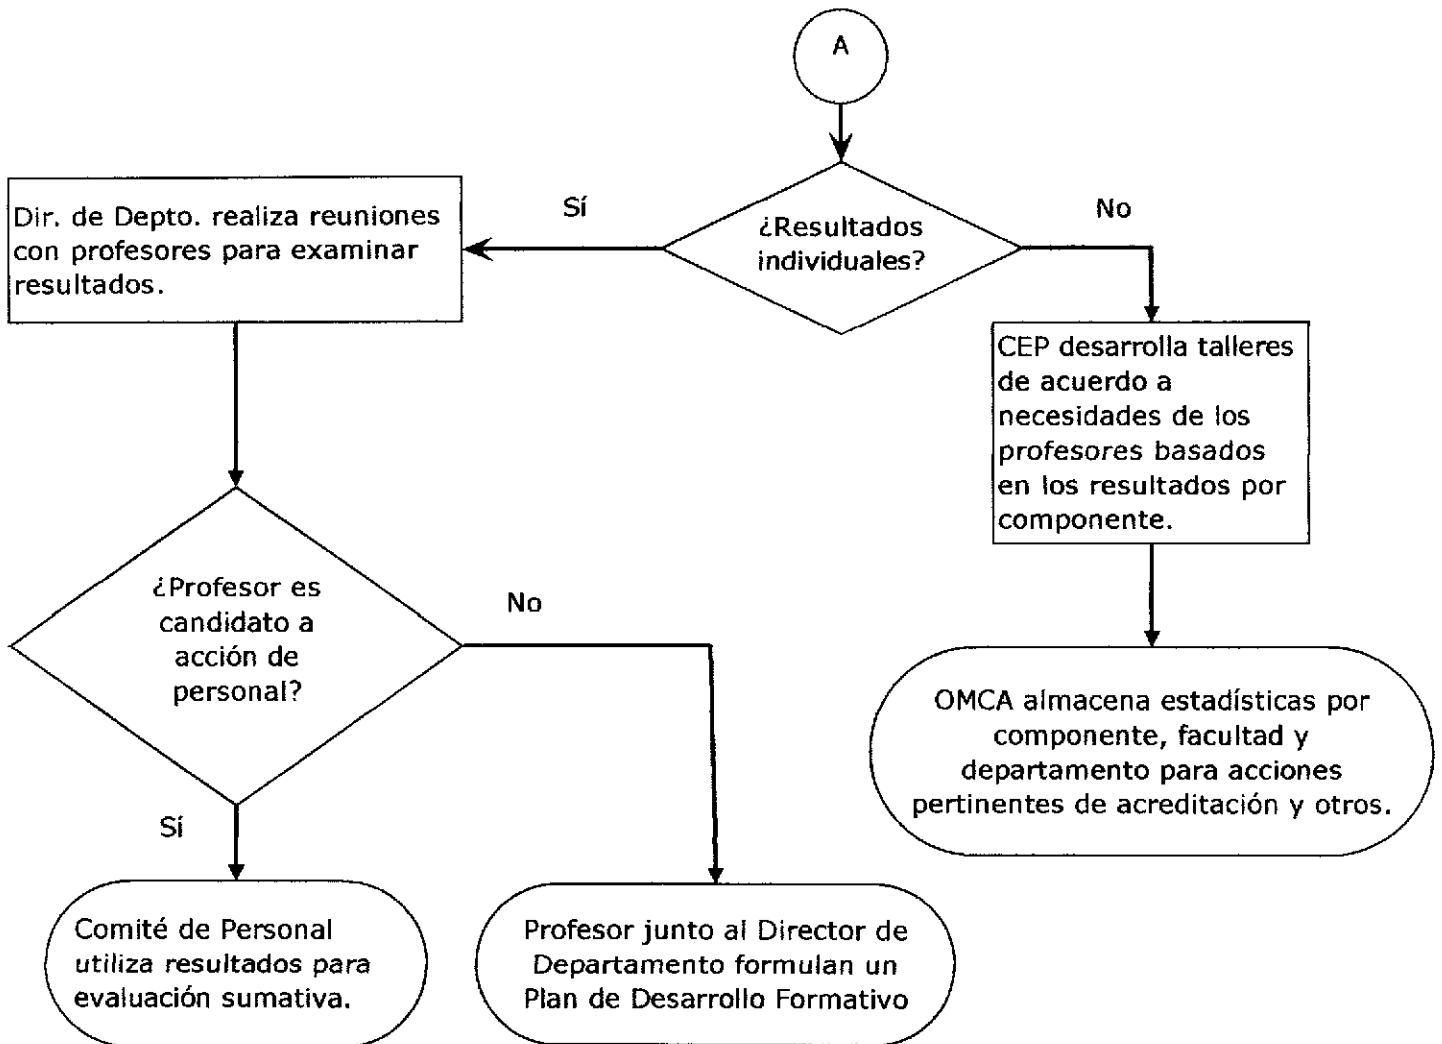 A
¿Resultados
individuales?
Sí
No
Dir. de Depto. realiza reuniones
con profesores para examinar
resultados.
CEP desarrolla talleres
de acuerdo a
necesidades de los
profesores basados
en los resultados por
componente.
¿Profesor es
candidato a
acción de
personal?
No
Sí
OMCA almacena estadísticas por
componente, facultad y
departamento para acciones
pertinentes de acreditación y otros.
Comité de Personal
utiliza resultados para
evaluación sumativa.
Profesor junto al Director de
Departamento formulan un
Plan de Desarrollo Formativo